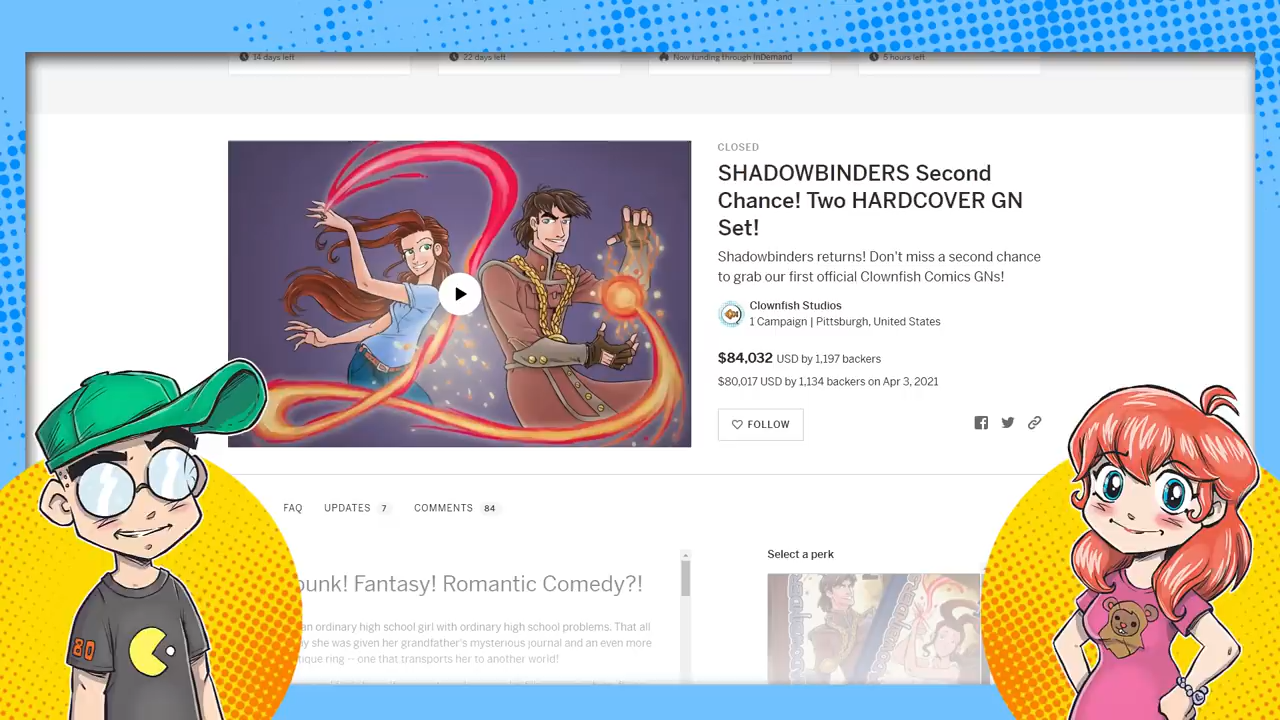 14 days left
22 days left
Now funding through InDemand
5 hours left
CLOSED
SHADOWBINDERS Second
Chance! Two HARDCOVER GN
Set!
Shadowbinders returns! Don't miss a second chance
to grab our first official Clownfish Comics GNs!
Clownfish Studios
1 Campaign | Pittsburgh, United States
$84,032 USD by 1,197 backers
$80,017 USD by 1,134 backers on Apr 3, 2021
FOLLOW
FAQ
UPDATES 7
COMMENTS 84
Select a perk
punk! Fantasy! Romantic Comedy?!
an ordinary high school girl with ordinary high school problems. That all
she was given her grandfather's mysterious journal and an even more
tique ring -- one that transports her to another world!
80